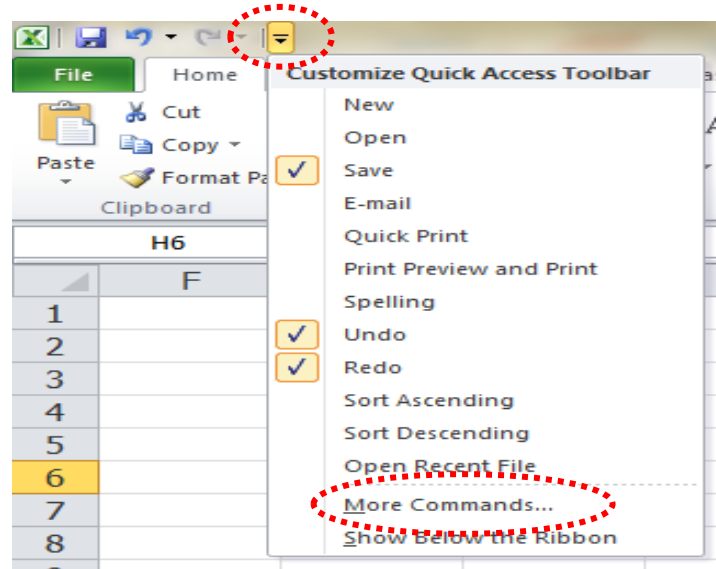 File Home
Customize Quick Access Toolbar
New
Open
Save
E-mail
Quick Print
Print Preview and Print
Spelling
Undo
Redo
Sort Ascending
Sort Descending
Open Recent File
More Commands...
Show Below the Ribbon
Paste
Cut
Copy
Format
Clipboard
H6
F
1
2
3
4
5
6
7
8